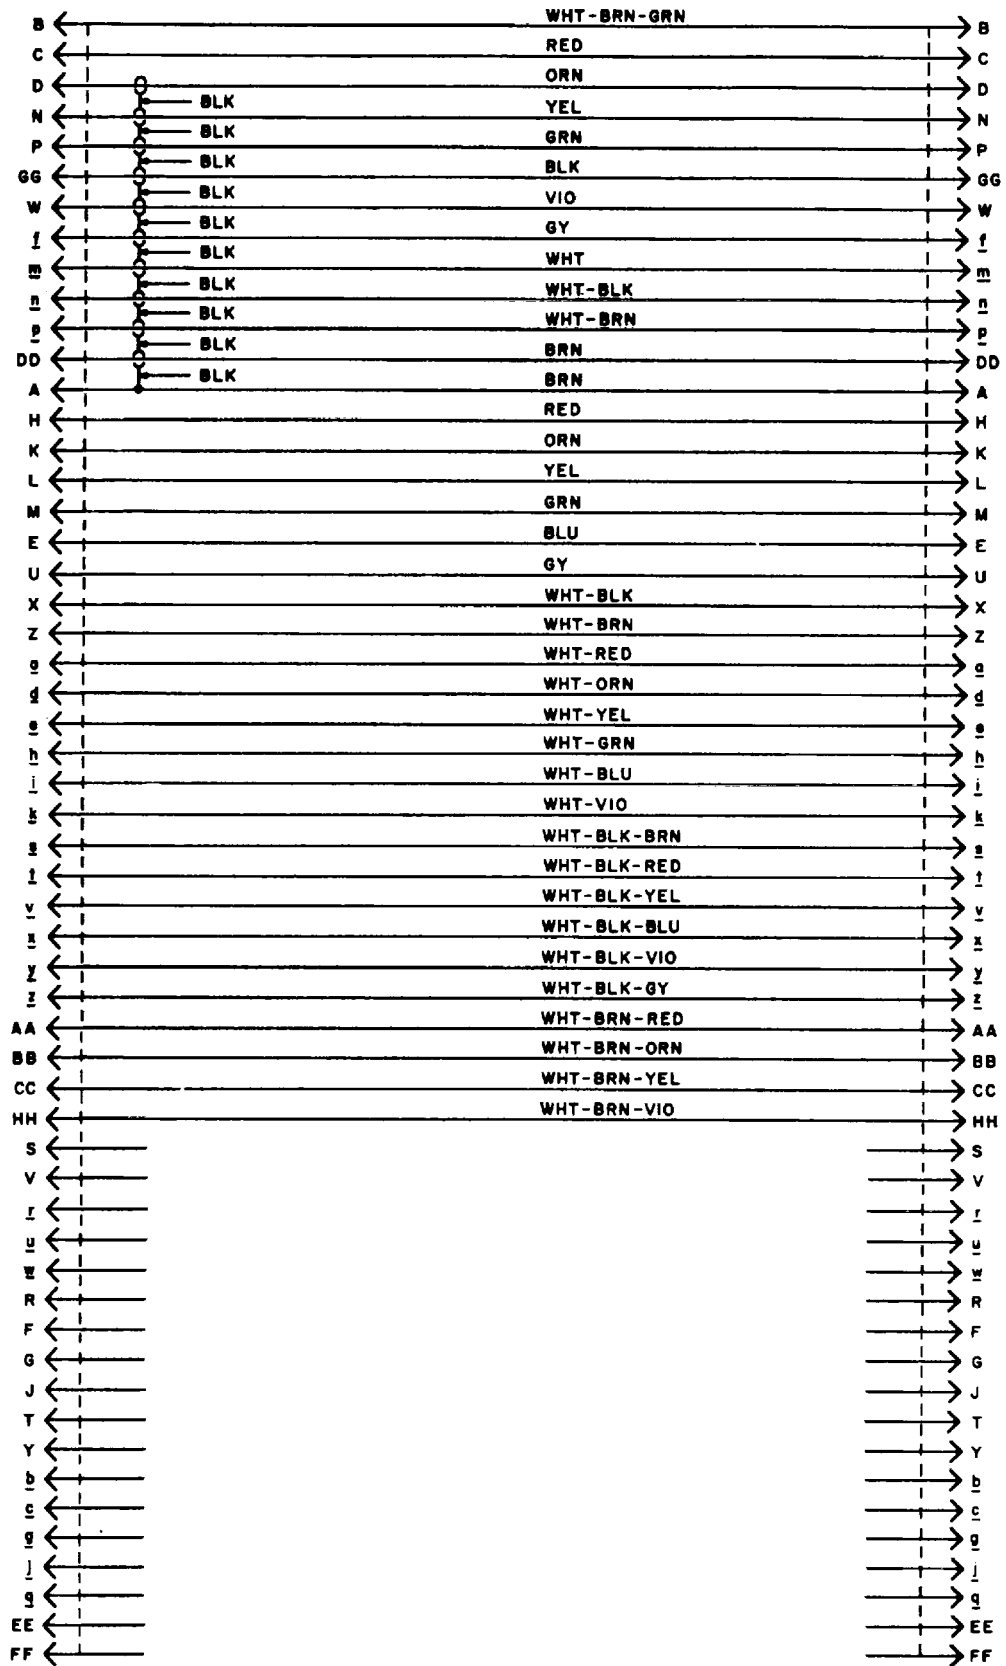 B WHT-BRN-GRN B
C RED C
D ORN D
BLK
N YEL N
BLK
P GRN P
BLK
GG BLK GG
BLK
W VIO W
BLK
f GY f
BLK
m WHT m
BLK
n WHT-BLK n
BLK
p WHT-BRN p
BLK
DD BRN DD
BLK
A BRN A
H RED H
K ORN K
L YEL L
M GRN M
E BLU E
U GY U
X WHT-BLK X
Z WHT-BRN Z
a WHT-RED a
d WHT-ORN d
e WHT-YEL e
h WHT-GRN h
i WHT-BLU i
k WHT-VIO k
s WHT-BLK-BRN s
t WHT-BLK-RED t
v WHT-BLK-YEL v
x WHT-BLK-BLU x
y WHT-BLK-VIO y
z WHT-BLK-GY z
AA WHT-BRN-RED AA
BB WHT-BRN-ORN BB
CC WHT-BRN-YEL CC
HH WHT-BRN-VIO HH
S S
V V
r r
u u
w w
R R
F F
G G
J J
T T
Y Y
b b
c c
g g
j j
q q
EE EE
FF FF